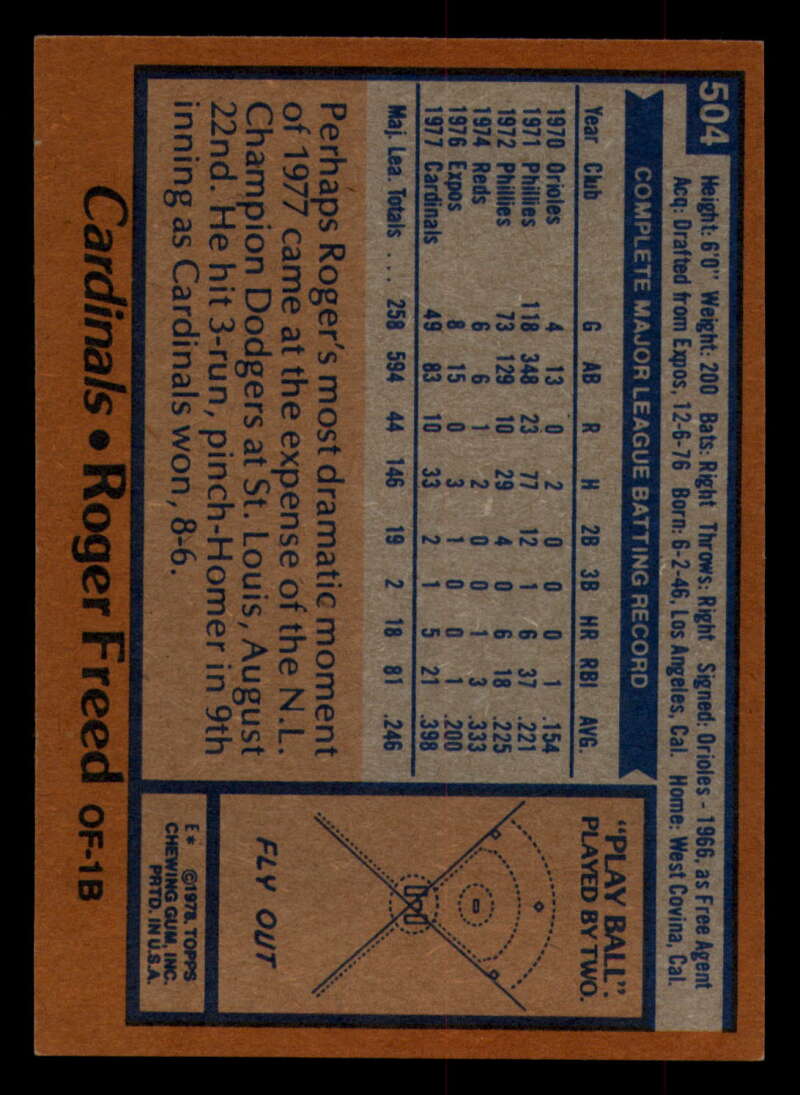 504
Height: 6'0" Weight: 200 Bats: Right Throws: Right Signed: Orioles - 1966, as Free Agent
Acq: Drafted from Expos, 12-6-76 Born: 6-2-46, Los Angeles, Cal. Home: West Covina, Cal.
COMPLETE MAJOR LEAGUE BATTING RECORD
Year Club G AB R H 2B 3B HR RBI AVG.
1970 Orioles 4 13 0 2 0 0 0 1 .154
1971 Phillies 118 348 23 77 12 1 6 37 .221
1972 Phillies 73 129 10 29 4 0 6 18 .225
1974 Reds 6 6 1 2 0 0 1 3 .333
1976 Expos 8 15 0 3 1 0 0 1 .200
1977 Cardinals 49 83 10 33 2 1 5 21 .398
Maj. Lea. Totals . . . 258 594 44 146 19 2 18 81 .246
Perhaps Roger's most dramatic moment
of 1977 came at the expense of the N.L.
Champion Dodgers at St. Louis, August
22nd. He hit 3-run, pinch-Homer in 9th
inning as Cardinals won, 8-6.
"PLAY BALL":
PLAYED BY TWO.
FLY OUT
E* ©1978. TOPPS
CHEWING GUM, INC.
PRTD. IN U.S.A.
Cardinals • Roger Freed OF-1B